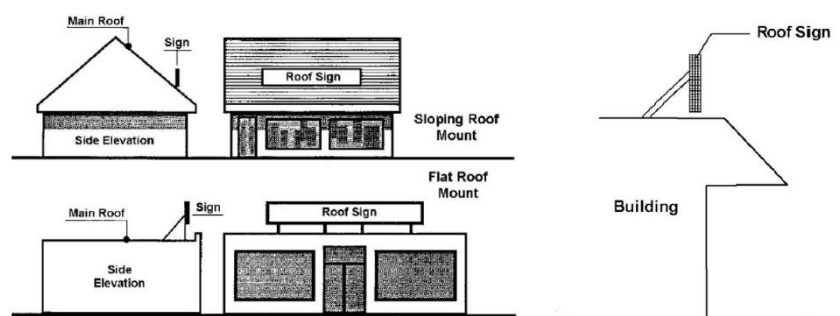 Main Roof
Sign
Roof Sign
Side Elevation
Sloping Roof
Mount
Flat Roof
Mount
Main Roof
Sign
Roof Sign
Side
Elevation
Roof Sign
Building